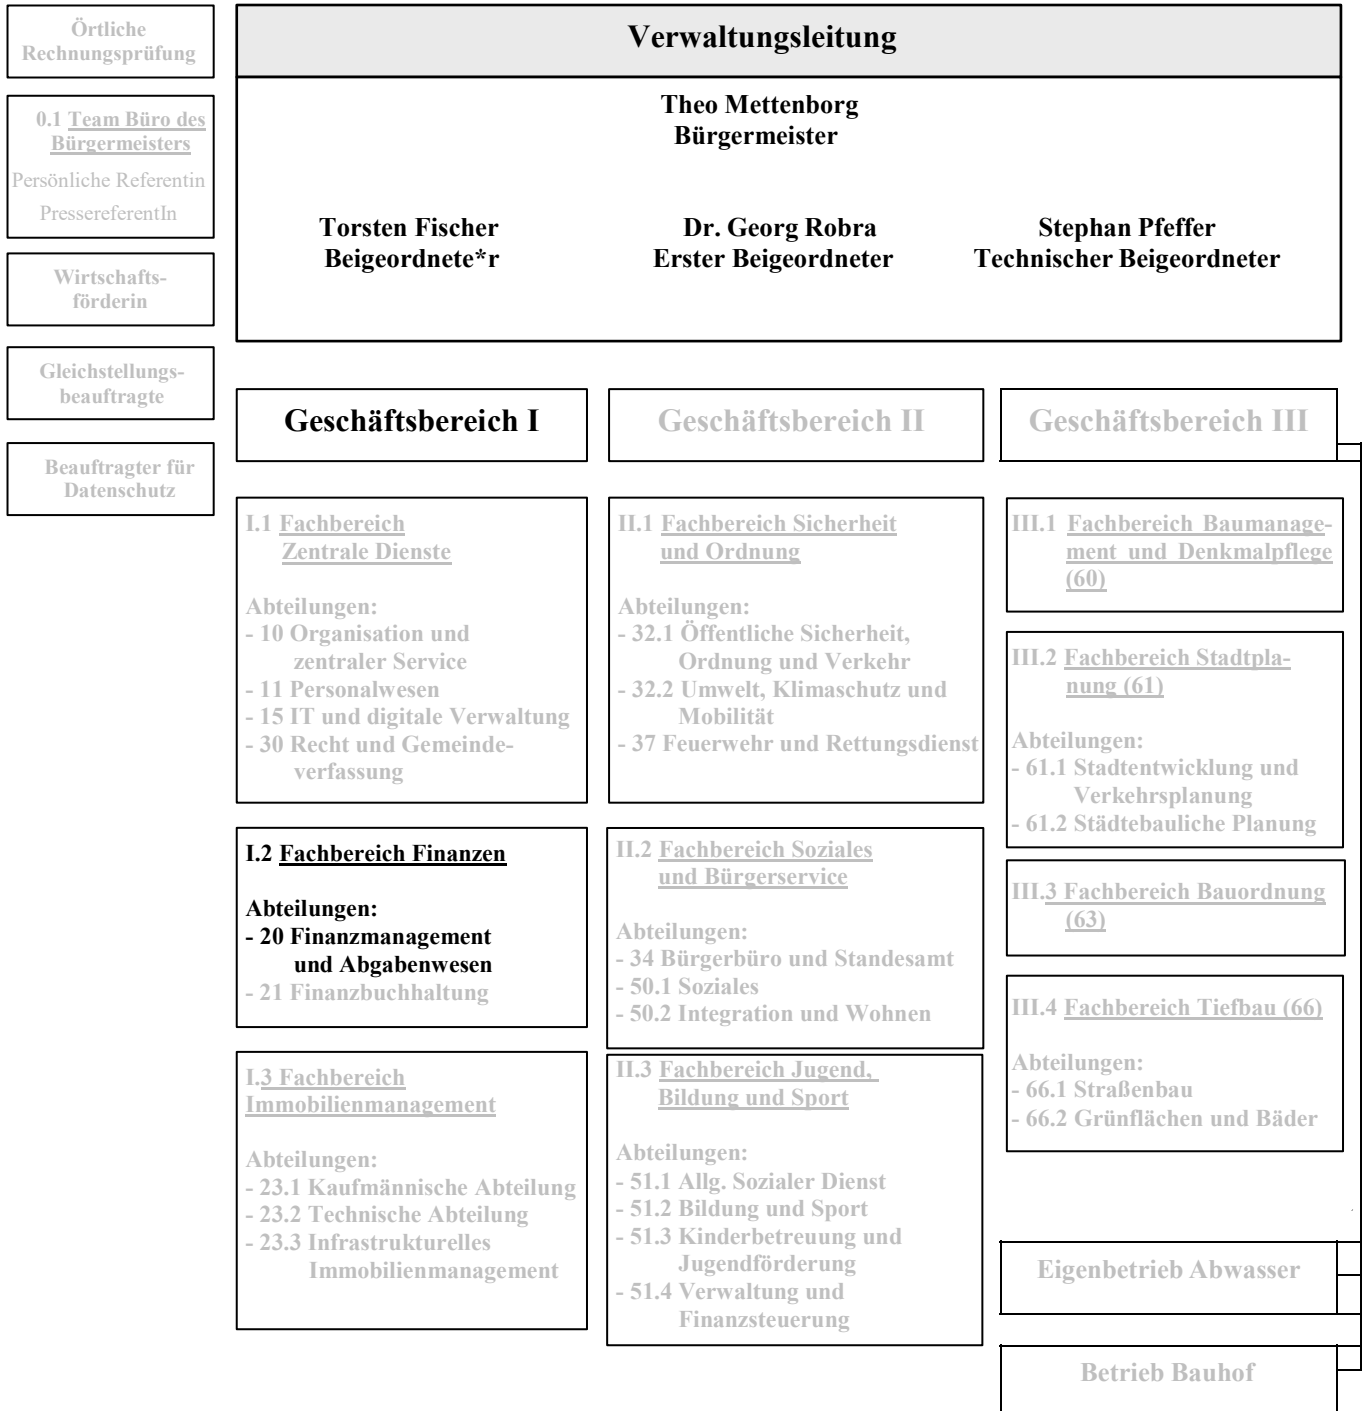 Örtliche
Rechnungsprüfung
0.1 Team Büro des
Bürgermeisters
Persönliche Referentin
PressereferentIn
Wirtschafts-
förderin
Gleichstellungs-
beauftragte
Beauftragter für
Datenschutz
Verwaltungsleitung
Theo Mettenborg
Bürgermeister
Torsten Fischer
Beigeordnete*r
Dr. Georg Robra
Erster Beigeordneter
Stephan Pfeffer
Technischer Beigeordneter
Geschäftsbereich I
I.1 Fachbereich
Zentrale Dienste
Abteilungen:
- 10 Organisation und
zentraler Service
- 11 Personalwesen
- 15 IT und digitale Verwaltung
- 30 Recht und Gemeinde-
verfassung
I.2 Fachbereich Finanzen
Abteilungen:
- 20 Finanzmanagement
und Abgabenwesen
- 21 Finanzbuchhaltung
I.3 Fachbereich
Immobilienmanagement
Abteilungen:
- 23.1 Kaufmännische Abteilung
- 23.2 Technische Abteilung
- 23.3 Infrastrukturelles
Immobilienmanagement
Geschäftsbereich II
II.1 Fachbereich Sicherheit
und Ordnung
Abteilungen:
- 32.1 Öffentliche Sicherheit,
Ordnung und Verkehr
- 32.2 Umwelt, Klimaschutz und
Mobilität
- 37 Feuerwehr und Rettungsdienst
II.2 Fachbereich Soziales
und Bürgerservice
Abteilungen:
- 34 Bürgerbüro und Standesamt
- 50.1 Soziales
- 50.2 Integration und Wohnen
II.3 Fachbereich Jugend,
Bildung und Sport
Abteilungen:
- 51.1 Allg. Sozialer Dienst
- 51.2 Bildung und Sport
- 51.3 Kinderbetreuung und
Jugendförderung
- 51.4 Verwaltung und
Finanzsteuerung
Geschäftsbereich III
III.1 Fachbereich Baumanage-
ment und Denkmalpflege
(60)
III.2 Fachbereich Stadtpla-
nung (61)
Abteilungen:
- 61.1 Stadtentwicklung und
Verkehrsplanung
- 61.2 Städtebauliche Planung
III.3 Fachbereich Bauordnung
(63)
III.4 Fachbereich Tiefbau (66)
Abteilungen:
- 66.1 Straßenbau
- 66.2 Grünflächen und Bäder
Eigenbetrieb Abwasser
Betrieb Bauhof